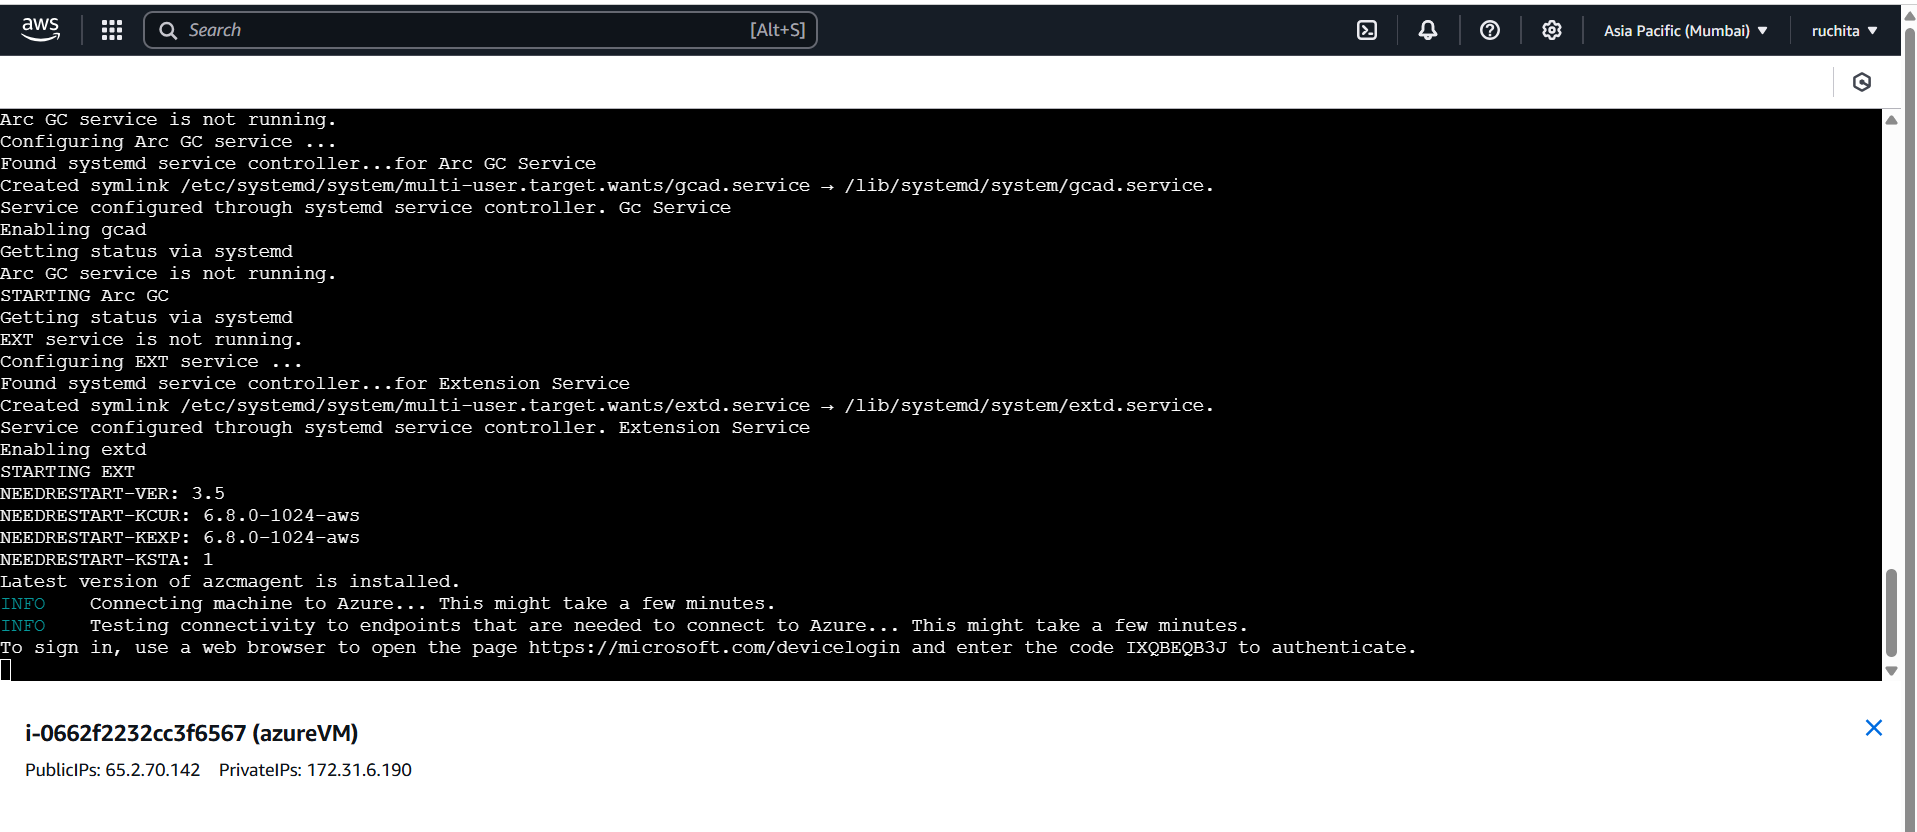 aws
Search [Alt+S] Asia Pacific (Mumbai) ruchita
Arc GC service is not running.
Configuring Arc GC service ...
Found systemd service controller...for Arc GC Service
Created symlink /etc/systemd/system/multi-user.target.wants/gcad.service → /lib/systemd/system/gcad.service.
Service configured through systemd service controller. Gc Service
Enabling gcad
Getting status via systemd
Arc GC service is not running.
STARTING Arc GC
Getting status via systemd
EXT service is not running.
Configuring EXT service ...
Found systemd service controller...for Extension Service
Created symlink /etc/systemd/system/multi-user.target.wants/extd.service → /lib/systemd/system/extd.service.
Service configured through systemd service controller. Extension Service
Enabling extd
STARTING EXT
NEEDRESTART-VER: 3.5
NEEDRESTART-KCUR: 6.8.0-1024-aws
NEEDRESTART-KEXP: 6.8.0-1024-aws
NEEDRESTART-KSTA: 1
Latest version of azcmagent is installed.
INFO    Connecting machine to Azure... This might take a few minutes.
INFO    Testing connectivity to endpoints that are needed to connect to Azure... This might take a few minutes.
To sign in, use a web browser to open the page https://microsoft.com/devicelogin and enter the code IXQBEQB3J to authenticate.
i-0662f2232cc3f6567 (azureVM)
PublicIPs: 65.2.70.142 PrivateIPs: 172.31.6.190